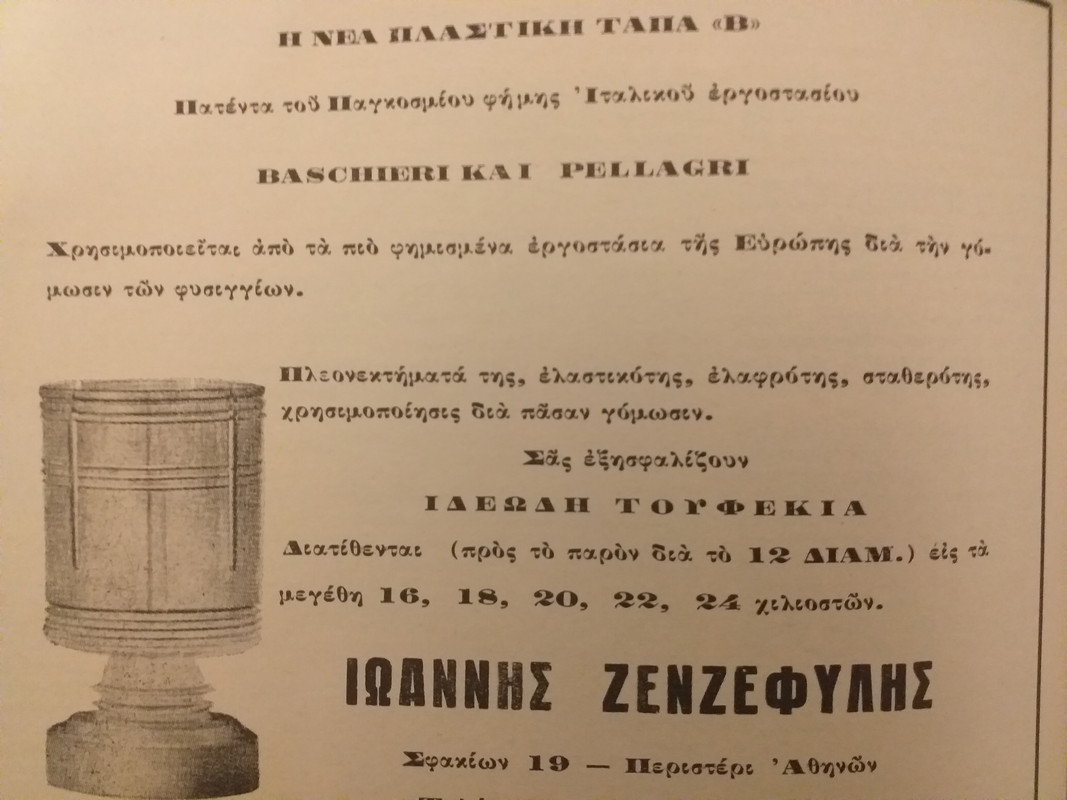 Η ΝΕΑ ΠΛΑΣΤΙΚΗ ΤΑΠΑ «Β»
Πατέντα τοῦ Παγκοσμίου φήμης Ἰταλικοῦ ἐργοστασίου
BASCHIERI ΚΑΙ PELLAGRI
Χρησιμοποιεῖται ἀπὸ τὰ πιὸ φημισμένα ἐργοστάσια τῆς Εὐρώπης διὰ τὴν γό-
μωσιν τῶν φυσιγγίων.
Πλεονεκτήματά της, ἐλαστικότης, ἐλαφρότης, σταθερότης,
χρησιμοποίησις διὰ πᾶσαν γόμωσιν.
Σᾶς ἐξησφαλίζουν
ΙΔΕΩΔΗ ΤΟΥΦΕΚΙΑ
Διατίθενται (πρὸς τὸ παρὸν διὰ τὸ 12 ΔΙΑΜ.) εἰς τὰ
μεγέθη 16, 18, 20, 22, 24 χιλιοστῶν.
ΙΩΑΝΝΗΣ ΖΕΝΖΕΦΥΛΗΣ
Σφακίων 19 — Περιστέρι Ἀθηνῶν